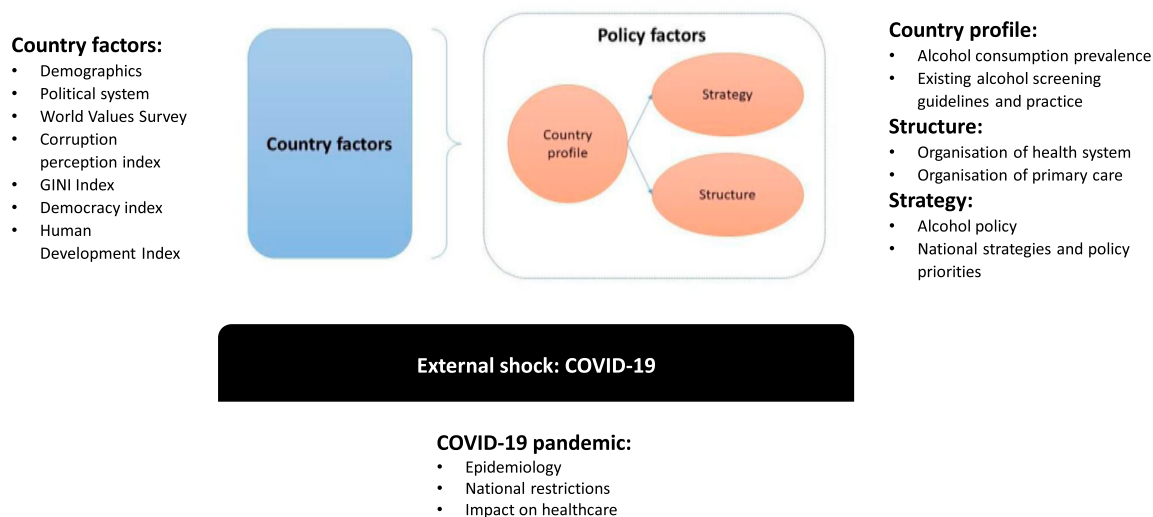 Country factors:
• Demographics
• Political system
• World Values Survey
• Corruption
perception index
• GINI Index
• Democracy index
• Human
Development Index
Country factors
Policy factors
Country
profile
Strategy
Structure
Country profile:
• Alcohol consumption prevalence
• Existing alcohol screening
guidelines and practice
Structure:
• Organisation of health system
• Organisation of primary care
Strategy:
• Alcohol policy
• National strategies and policy
priorities
External shock: COVID-19
COVID-19 pandemic:
• Epidemiology
• National restrictions
• Impact on healthcare